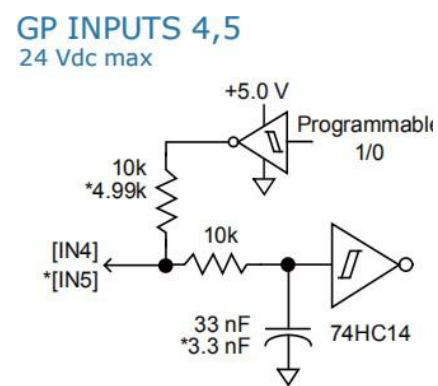 GP INPUTS 4,5
24 Vdc max
+5.0 V
Programmable
1/0
10k
*4.99k
10k
[IN4]
*[IN5]
33 nF
*3.3 nF
74HC14